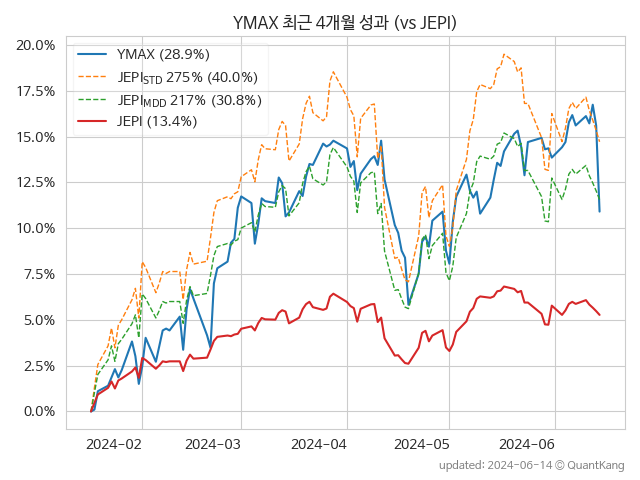 YMAX 최근 4개월 성과 (vs JEPI)
YMAX (28.9%)
JEPI_STD 275% (40.0%)
JEPI_MDD 217% (30.8%)
JEPI (13.4%)
20.0%
17.5%
15.0%
12.5%
10.0%
7.5%
5.0%
2.5%
0.0%
2024-02 2024-03 2024-04 2024-05 2024-06
updated: 2024-06-14 © QuantKang